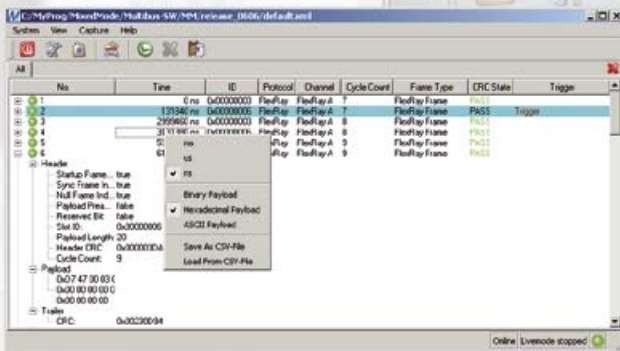 C:/MyProg/MixedMode/Multibus-SW/MM/release_0606/default.xml
System View Capture Help
All
No. Time ID Protocol Channel Cycle Count Frame Type CRC State Trigger
1 0 ns 0x00000003 FlexRay FlexRay A 7 FlexRay Frame PASS
2 131340 ns 0x00000006 FlexRay FlexRay A 7 FlexRay Frame PASS Trigger
3 2999860 ns 0x00000003 FlexRay FlexRay A 8 FlexRay Frame PASS
4 FlexRay FlexRay A 8 FlexRay Frame PASS
5 FlexRay A 9 FlexRay Frame PASS
6 FlexRay A 9 FlexRay Frame PASS
ms
us
ns
Binary Payload
Hexadecimal Payload
ASCII Payload
Save As CSV-File
Load From CSV-File
Header
Startup Frame... true
Sync Frame In... true
Null Frame Ind... true
Payload Prea... false
Reserved Bit: false
Slot ID: 0x00000006
Payload Length: 20
Header CRC:
Cycle Count: 9
Payload
0xD7 47 00 03
0x00 00 00 00
0x00 00 00 00
Trailer
CRC: 0x00230D94
Online Livemode stopped